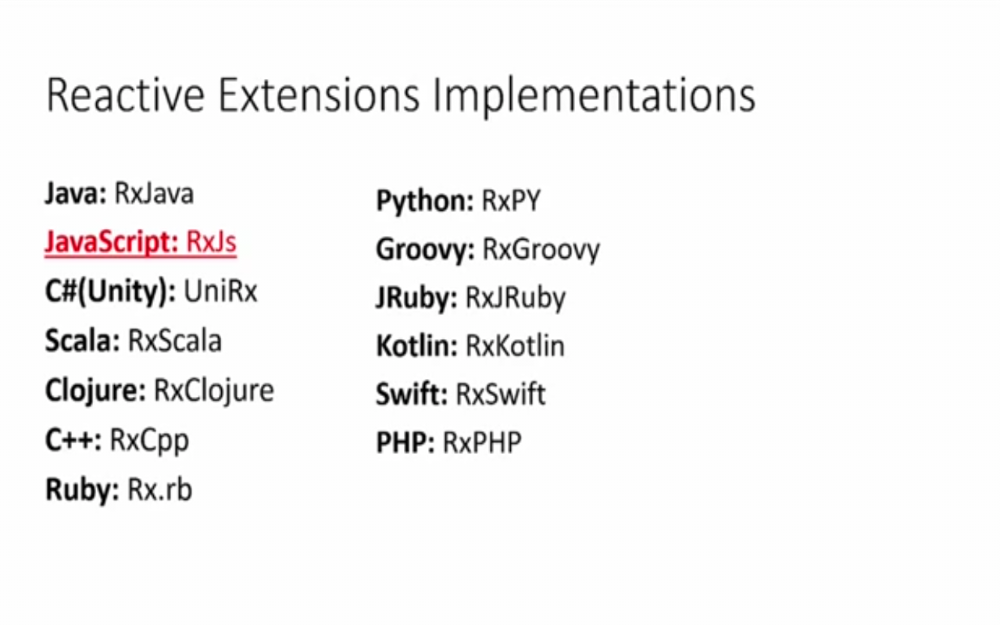 Reactive Extensions Implementations
Java: RxJava
JavaScript: RxJs
C#(Unity): UniRx
Scala: RxScala
Clojure: RxClojure
C++: RxCpp
Ruby: Rx.rb
Python: RxPY
Groovy: RxGroovy
JRuby: RxJRuby
Kotlin: RxKotlin
Swift: RxSwift
PHP: RxPHP